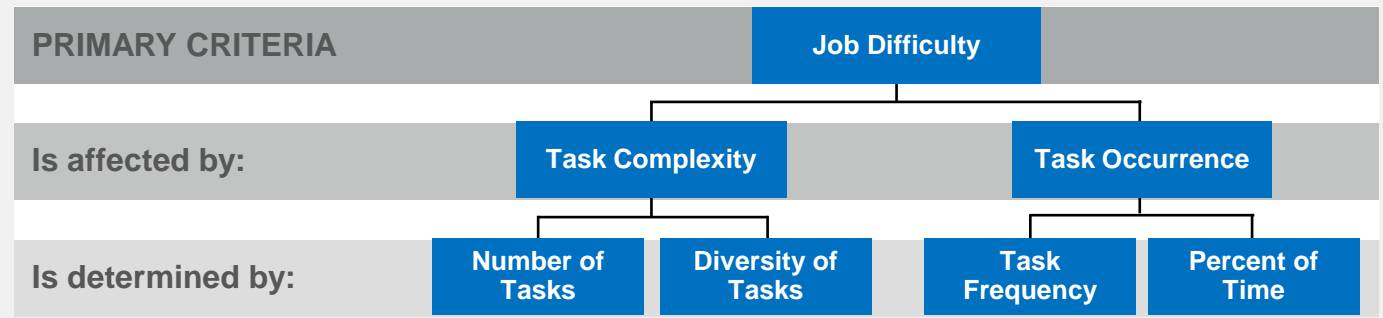 PRIMARY CRITERIA
Job Difficulty
Is affected by:
Task Complexity
Task Occurrence
Is determined by:
Number of
Tasks
Diversity of
Tasks
Task
Frequency
Percent of
Time